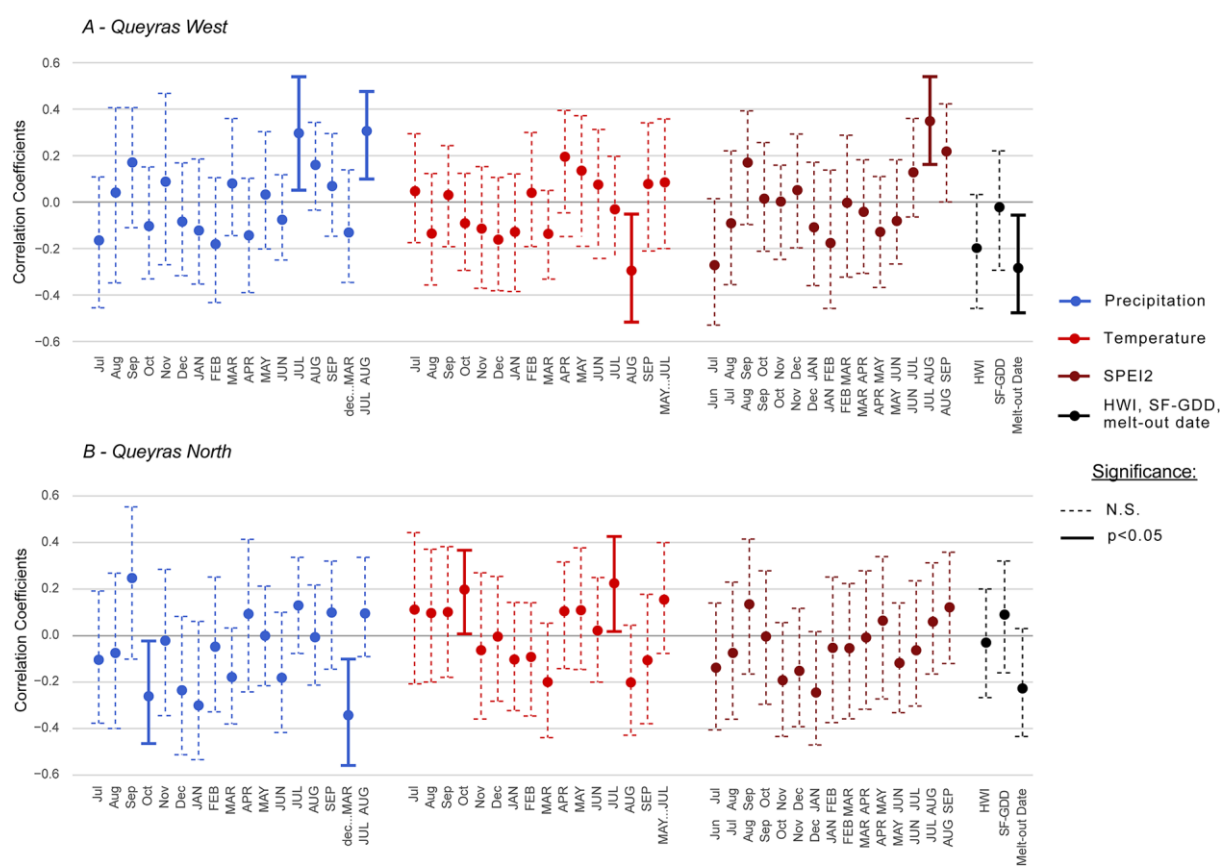 A - Queyras West
Correlation Coefficients
0.6
0.4
0.2
0.0
−0.2
−0.4
−0.6
Jul
Aug
Sep
Oct
Nov
Dec
JAN
FEB
MAR
APR
MAY
JUN
JUL
AUG
SEP
dec...MAR
JUL AUG
Jul
Aug
Sep
Oct
Nov
Dec
JAN
FEB
MAR
APR
MAY
JUN
JUL
AUG
SEP
MAY...JUL
Jun Jul
Jul Aug
Aug Sep
Sep Oct
Oct Nov
Nov Dec
Dec JAN
JAN FEB
FEB MAR
MAR APR
APR MAY
MAY JUN
JUN JUL
JUL AUG
AUG SEP
HWI
SF-GDD
Melt-out Date
Precipitation
Temperature
SPEI2
HWI, SF-GDD,
melt-out date
Significance:
N.S.
p<0.05
B - Queyras North
Correlation Coefficients
0.6
0.4
0.2
0.0
−0.2
−0.4
−0.6
Jul
Aug
Sep
Oct
Nov
Dec
JAN
FEB
MAR
APR
MAY
JUN
JUL
AUG
SEP
dec...MAR
JUL AUG
Jul
Aug
Sep
Oct
Nov
Dec
JAN
FEB
MAR
APR
MAY
JUN
JUL
AUG
SEP
MAY...JUL
Jun Jul
Jul Aug
Aug Sep
Sep Oct
Oct Nov
Nov Dec
Dec JAN
JAN FEB
FEB MAR
MAR APR
APR MAY
MAY JUN
JUN JUL
JUL AUG
AUG SEP
HWI
SF-GDD
Melt-out Date